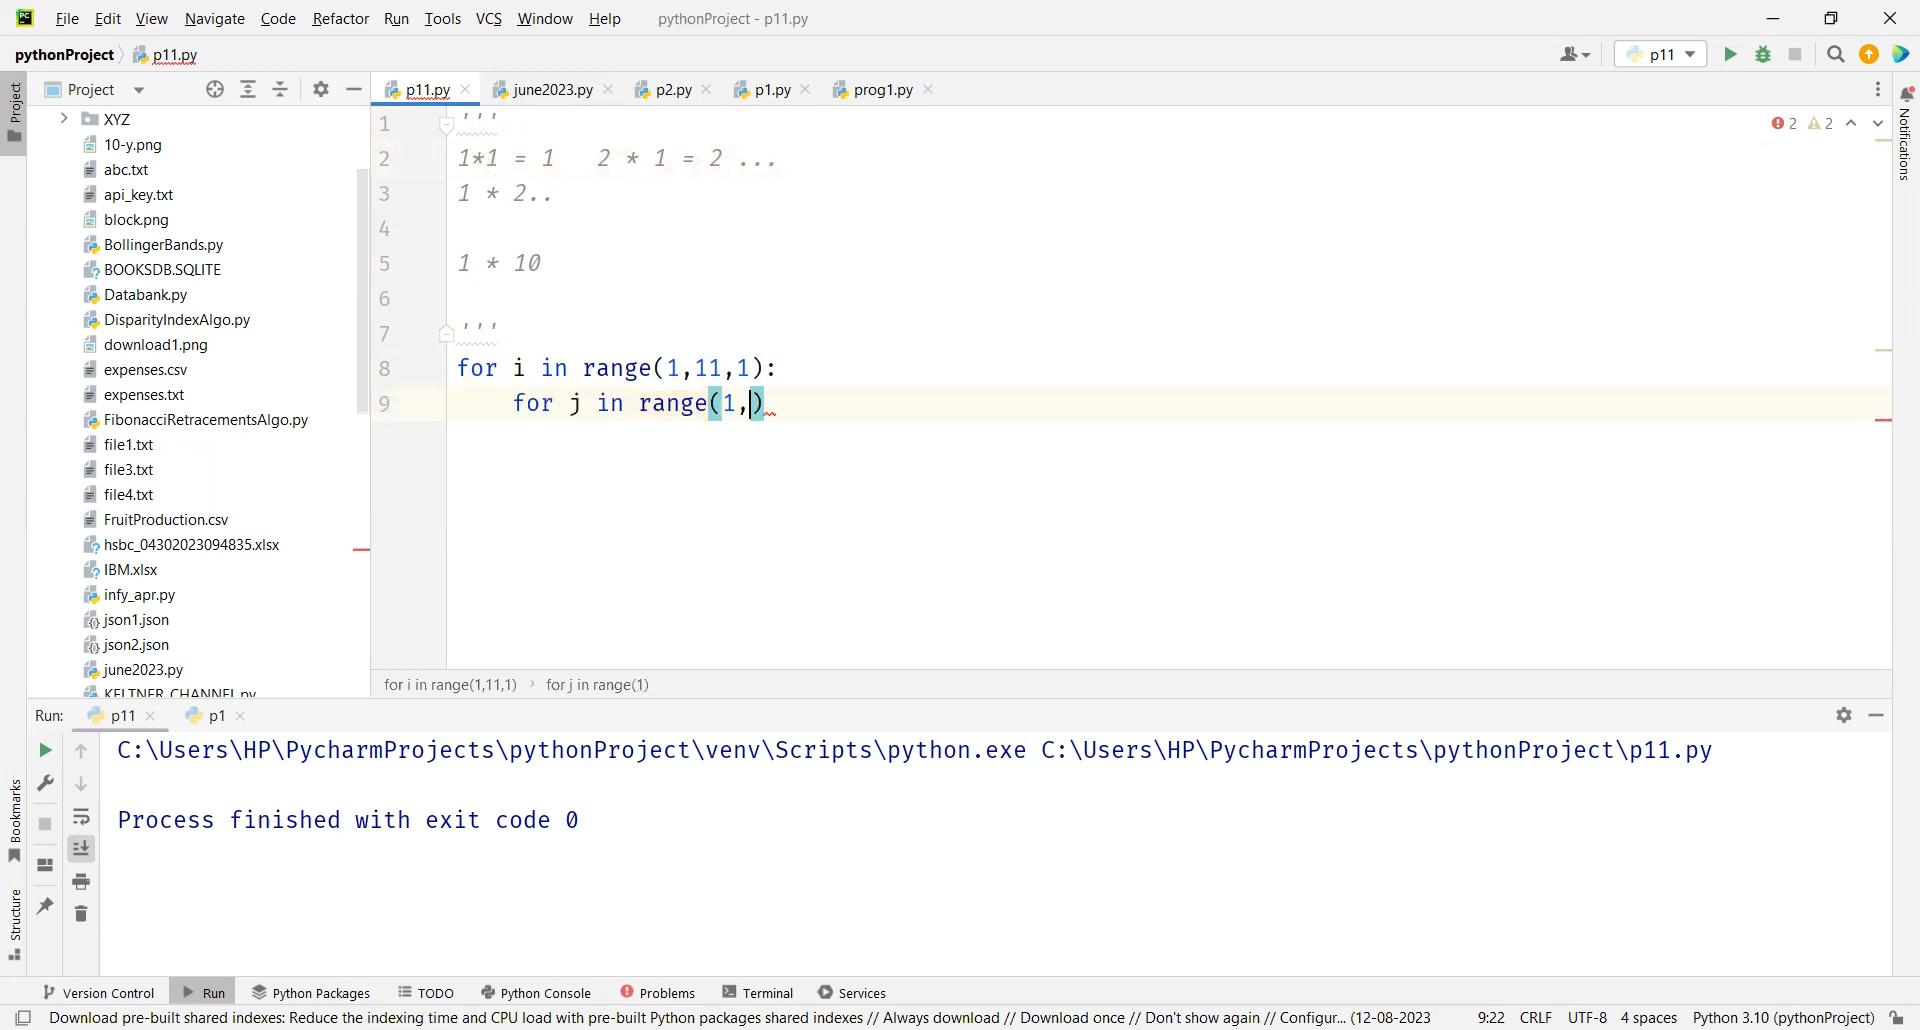 File Edit View Navigate Code Refactor Run Tools VCS Window Help pythonProject - p11.py
pythonProject p11.py p11
Project p11.py june2023.py p2.py p1.py prog1.py
Project
Notifications
XYZ
10-y.png
abc.txt
api_key.txt
block.png
BollingerBands.py
BOOKSDB.SQLITE
Databank.py
DisparityIndexAlgo.py
download1.png
expenses.csv
expenses.txt
FibonacciRetracementsAlgo.py
file1.txt
file3.txt
file4.txt
FruitProduction.csv
hsbc_04302023094835.xlsx
IBM.xlsx
infy_apr.py
json1.json
json2.json
june2023.py
KELTNER_CHANNEL.py
2 2
1 '''
2 1*1 = 1   2 * 1 = 2 ...
3 1 * 2..
4
5 1 * 10
6
7 '''
8 for i in range(1,11,1):
9     for j in range(1,)
for i in range(1,11,1) › for j in range(1)
Run: p11 p1
C:\Users\HP\PycharmProjects\pythonProject\venv\Scripts\python.exe C:\Users\HP\PycharmProjects\pythonProject\p11.py
Process finished with exit code 0
Bookmarks
Structure
Version Control Run Python Packages TODO Python Console Problems Terminal Services
Download pre-built shared indexes: Reduce the indexing time and CPU load with pre-built Python packages shared indexes // Always download // Download once // Don't show again // Configur... (12-08-2023 9:22 CRLF UTF-8 4 spaces Python 3.10 (pythonProject)